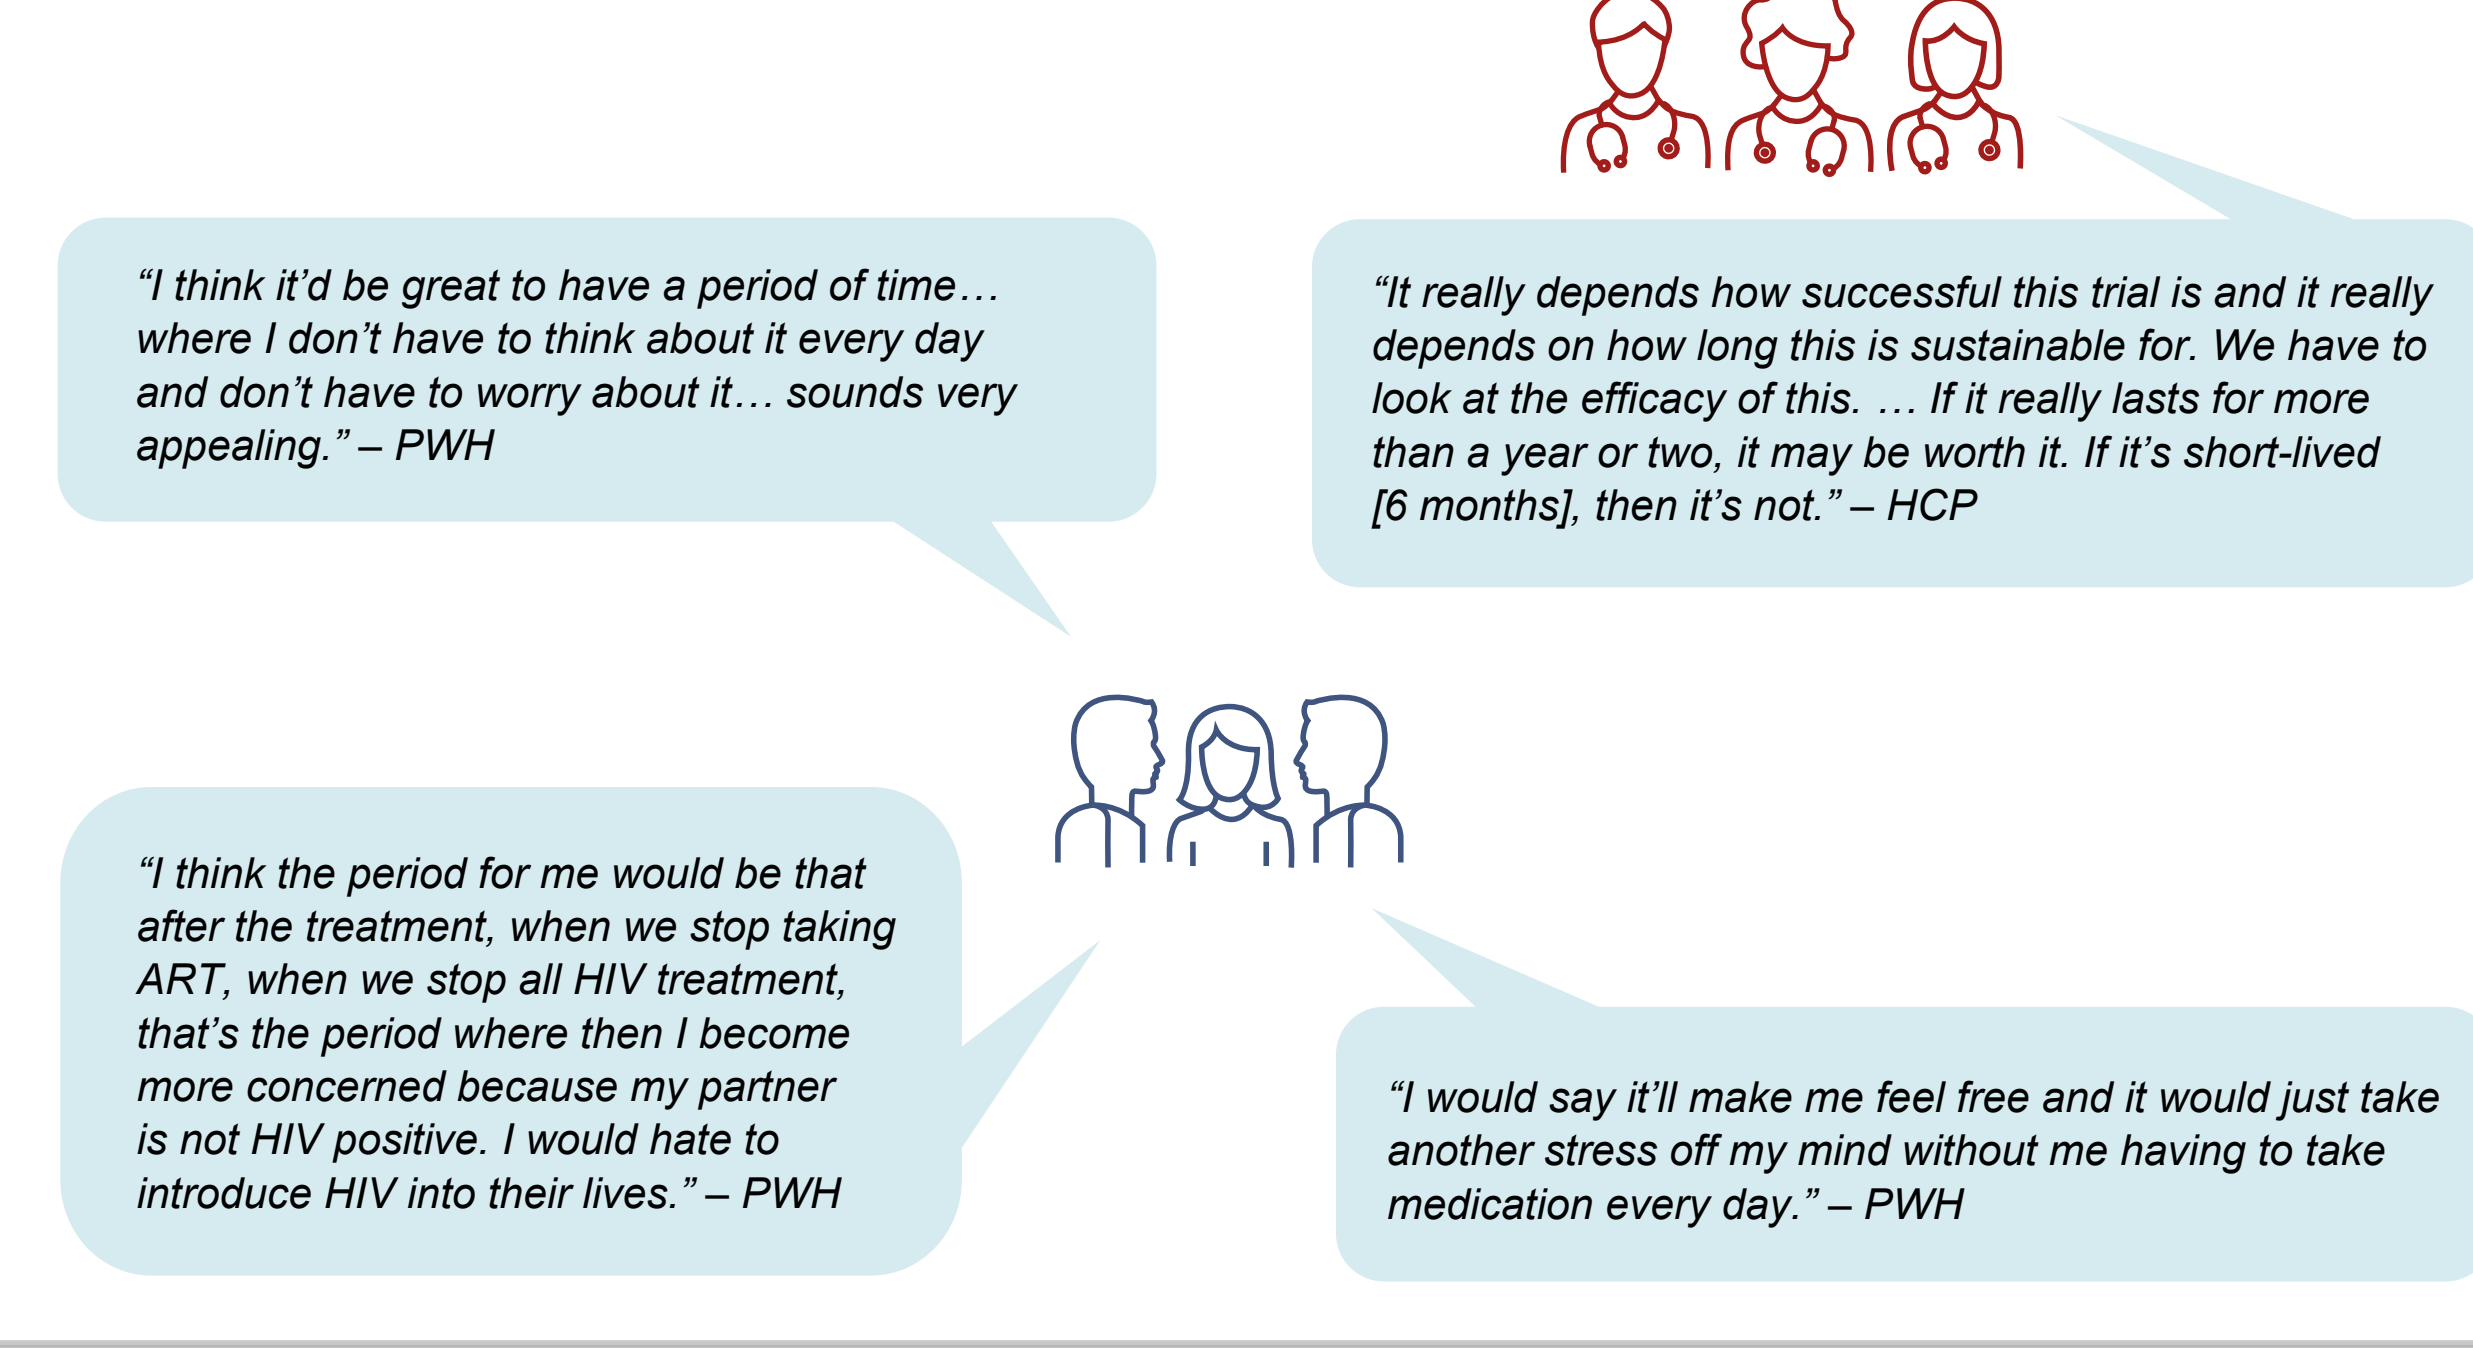 “I think it’d be great to have a period of time…
where I don’t have to think about it every day
and don’t have to worry about it… sounds very
appealing.” – PWH
“It really depends how successful this trial is and it really
depends on how long this is sustainable for. We have to
look at the efficacy of this. … If it really lasts for more
than a year or two, it may be worth it. If it’s short-lived
[6 months], then it’s not.” – HCP
“I think the period for me would be that
after the treatment, when we stop taking
ART, when we stop all HIV treatment,
that’s the period where then I become
more concerned because my partner
is not HIV positive. I would hate to
introduce HIV into their lives.” – PWH
“I would say it’ll make me feel free and it would just take
another stress off my mind without me having to take
medication every day.” – PWH